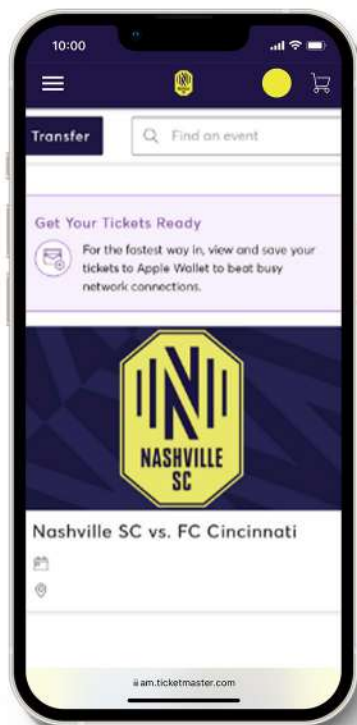 10:00
Transfer
Find an event
Get Your Tickets Ready
For the fastest way in, view and save your
tickets to Apple Wallet to beat busy
network connections.
NASHVILLE
SC
Nashville SC vs. FC Cincinnati
am.ticketmaster.com